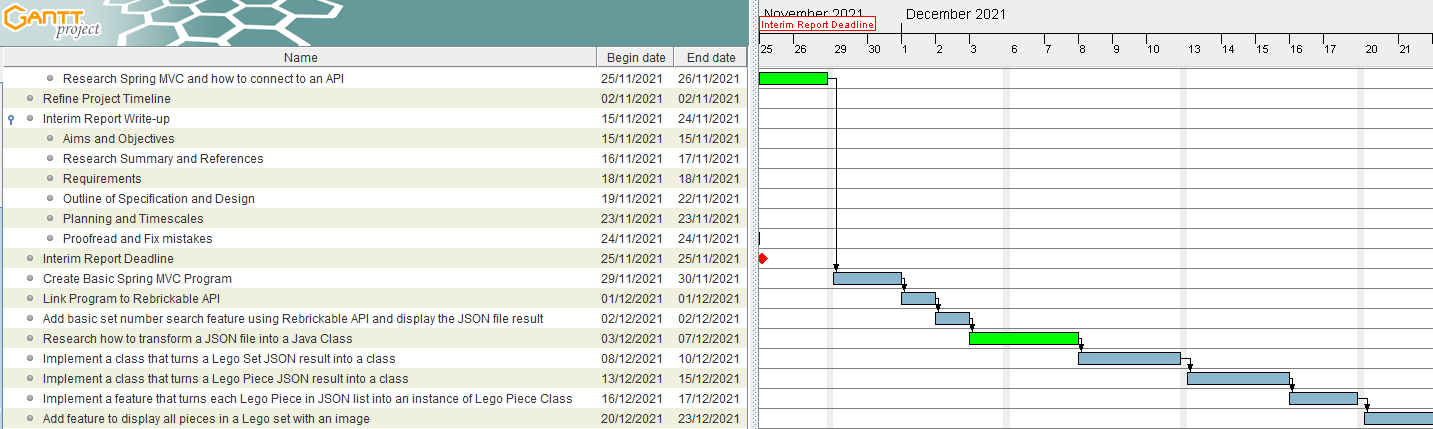 GANTT
project
November 2021 December 2021
Interim Report Deadline
25 26 29 30 1 2 3 6 7 8 9 10 13 14 15 16 17 20 21
Name Begin date End date
Research Spring MVC and how to connect to an API 25/11/2021 26/11/2021
Refine Project Timeline 02/11/2021 02/11/2021
Interim Report Write-up 15/11/2021 24/11/2021
Aims and Objectives 15/11/2021 15/11/2021
Research Summary and References 16/11/2021 17/11/2021
Requirements 18/11/2021 18/11/2021
Outline of Specification and Design 19/11/2021 22/11/2021
Planning and Timescales 23/11/2021 23/11/2021
Proofread and Fix mistakes 24/11/2021 24/11/2021
Interim Report Deadline 25/11/2021 25/11/2021
Create Basic Spring MVC Program 29/11/2021 30/11/2021
Link Program to Rebrickable API 01/12/2021 01/12/2021
Add basic set number search feature using Rebrickable API and display the JSON file result 02/12/2021 02/12/2021
Research how to transform a JSON file into a Java Class 03/12/2021 07/12/2021
Implement a class that turns a Lego Set JSON result into a class 08/12/2021 10/12/2021
Implement a class that turns a Lego Piece JSON result into a class 13/12/2021 15/12/2021
Implement a feature that turns each Lego Piece in JSON list into an instance of Lego Piece Class 16/12/2021 17/12/2021
Add feature to display all pieces in a Lego set with an image 20/12/2021 23/12/2021